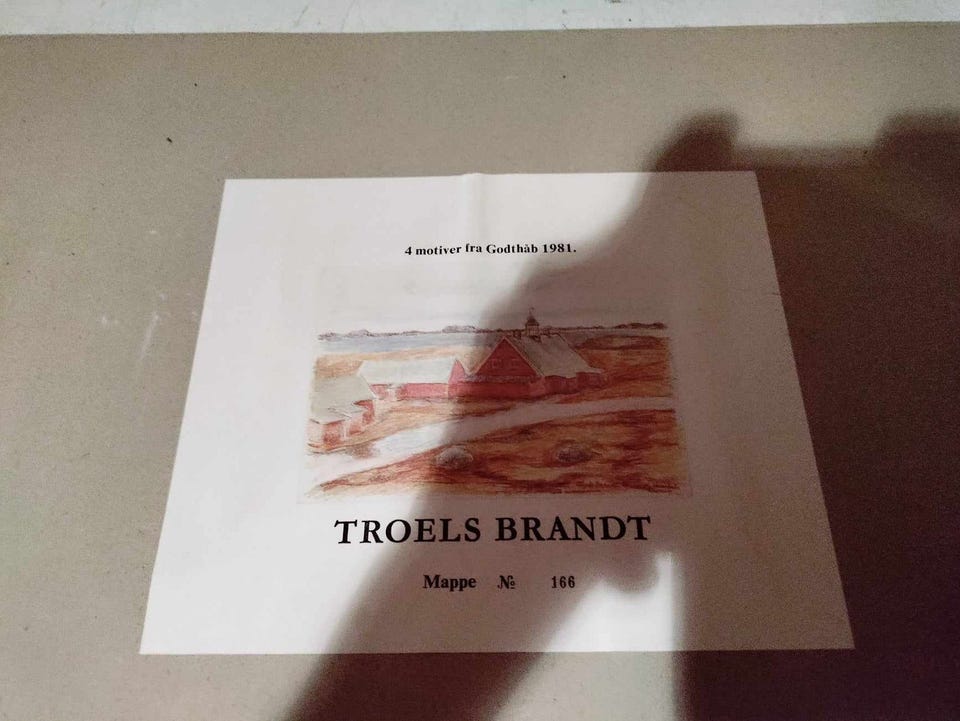 4 motiver fra Godthåb 1981.
TROELS BRANDT
Mappe № 166